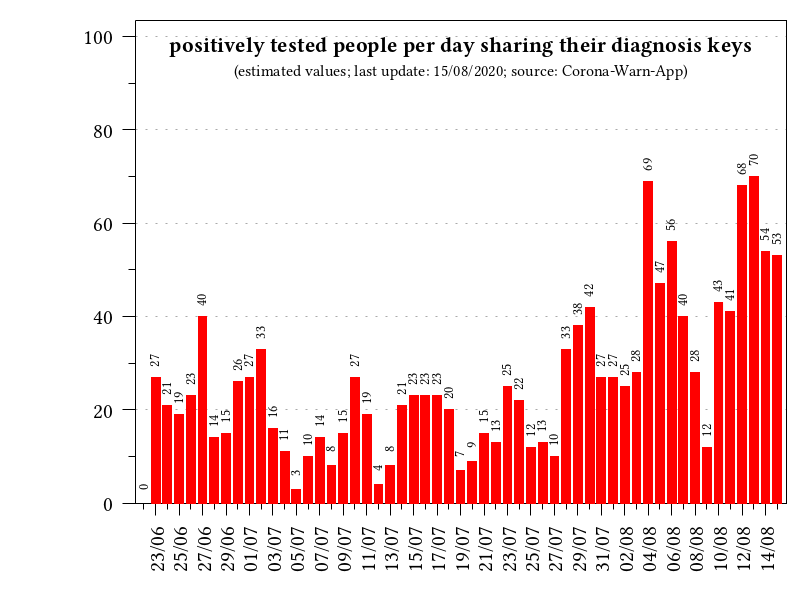 positively tested people per day sharing their diagnosis keys
(estimated values; last update: 15/08/2020; source: Corona-Warn-App)
100
80
60
40
20
0
0 27 21 19 23 40 14 15 26 27 33 16 11 3 10 14 8 15 27 19 4 8 21 23 23 23 20 7 9 15 13 25 22 12 13 10 33 38 42 27 27 25 28 69 47 56 40 28 12 43 41 68 70 54 53
23/06 25/06 27/06 29/06 01/07 03/07 05/07 07/07 09/07 11/07 13/07 15/07 17/07 19/07 21/07 23/07 25/07 27/07 29/07 31/07 02/08 04/08 06/08 08/08 10/08 12/08 14/08